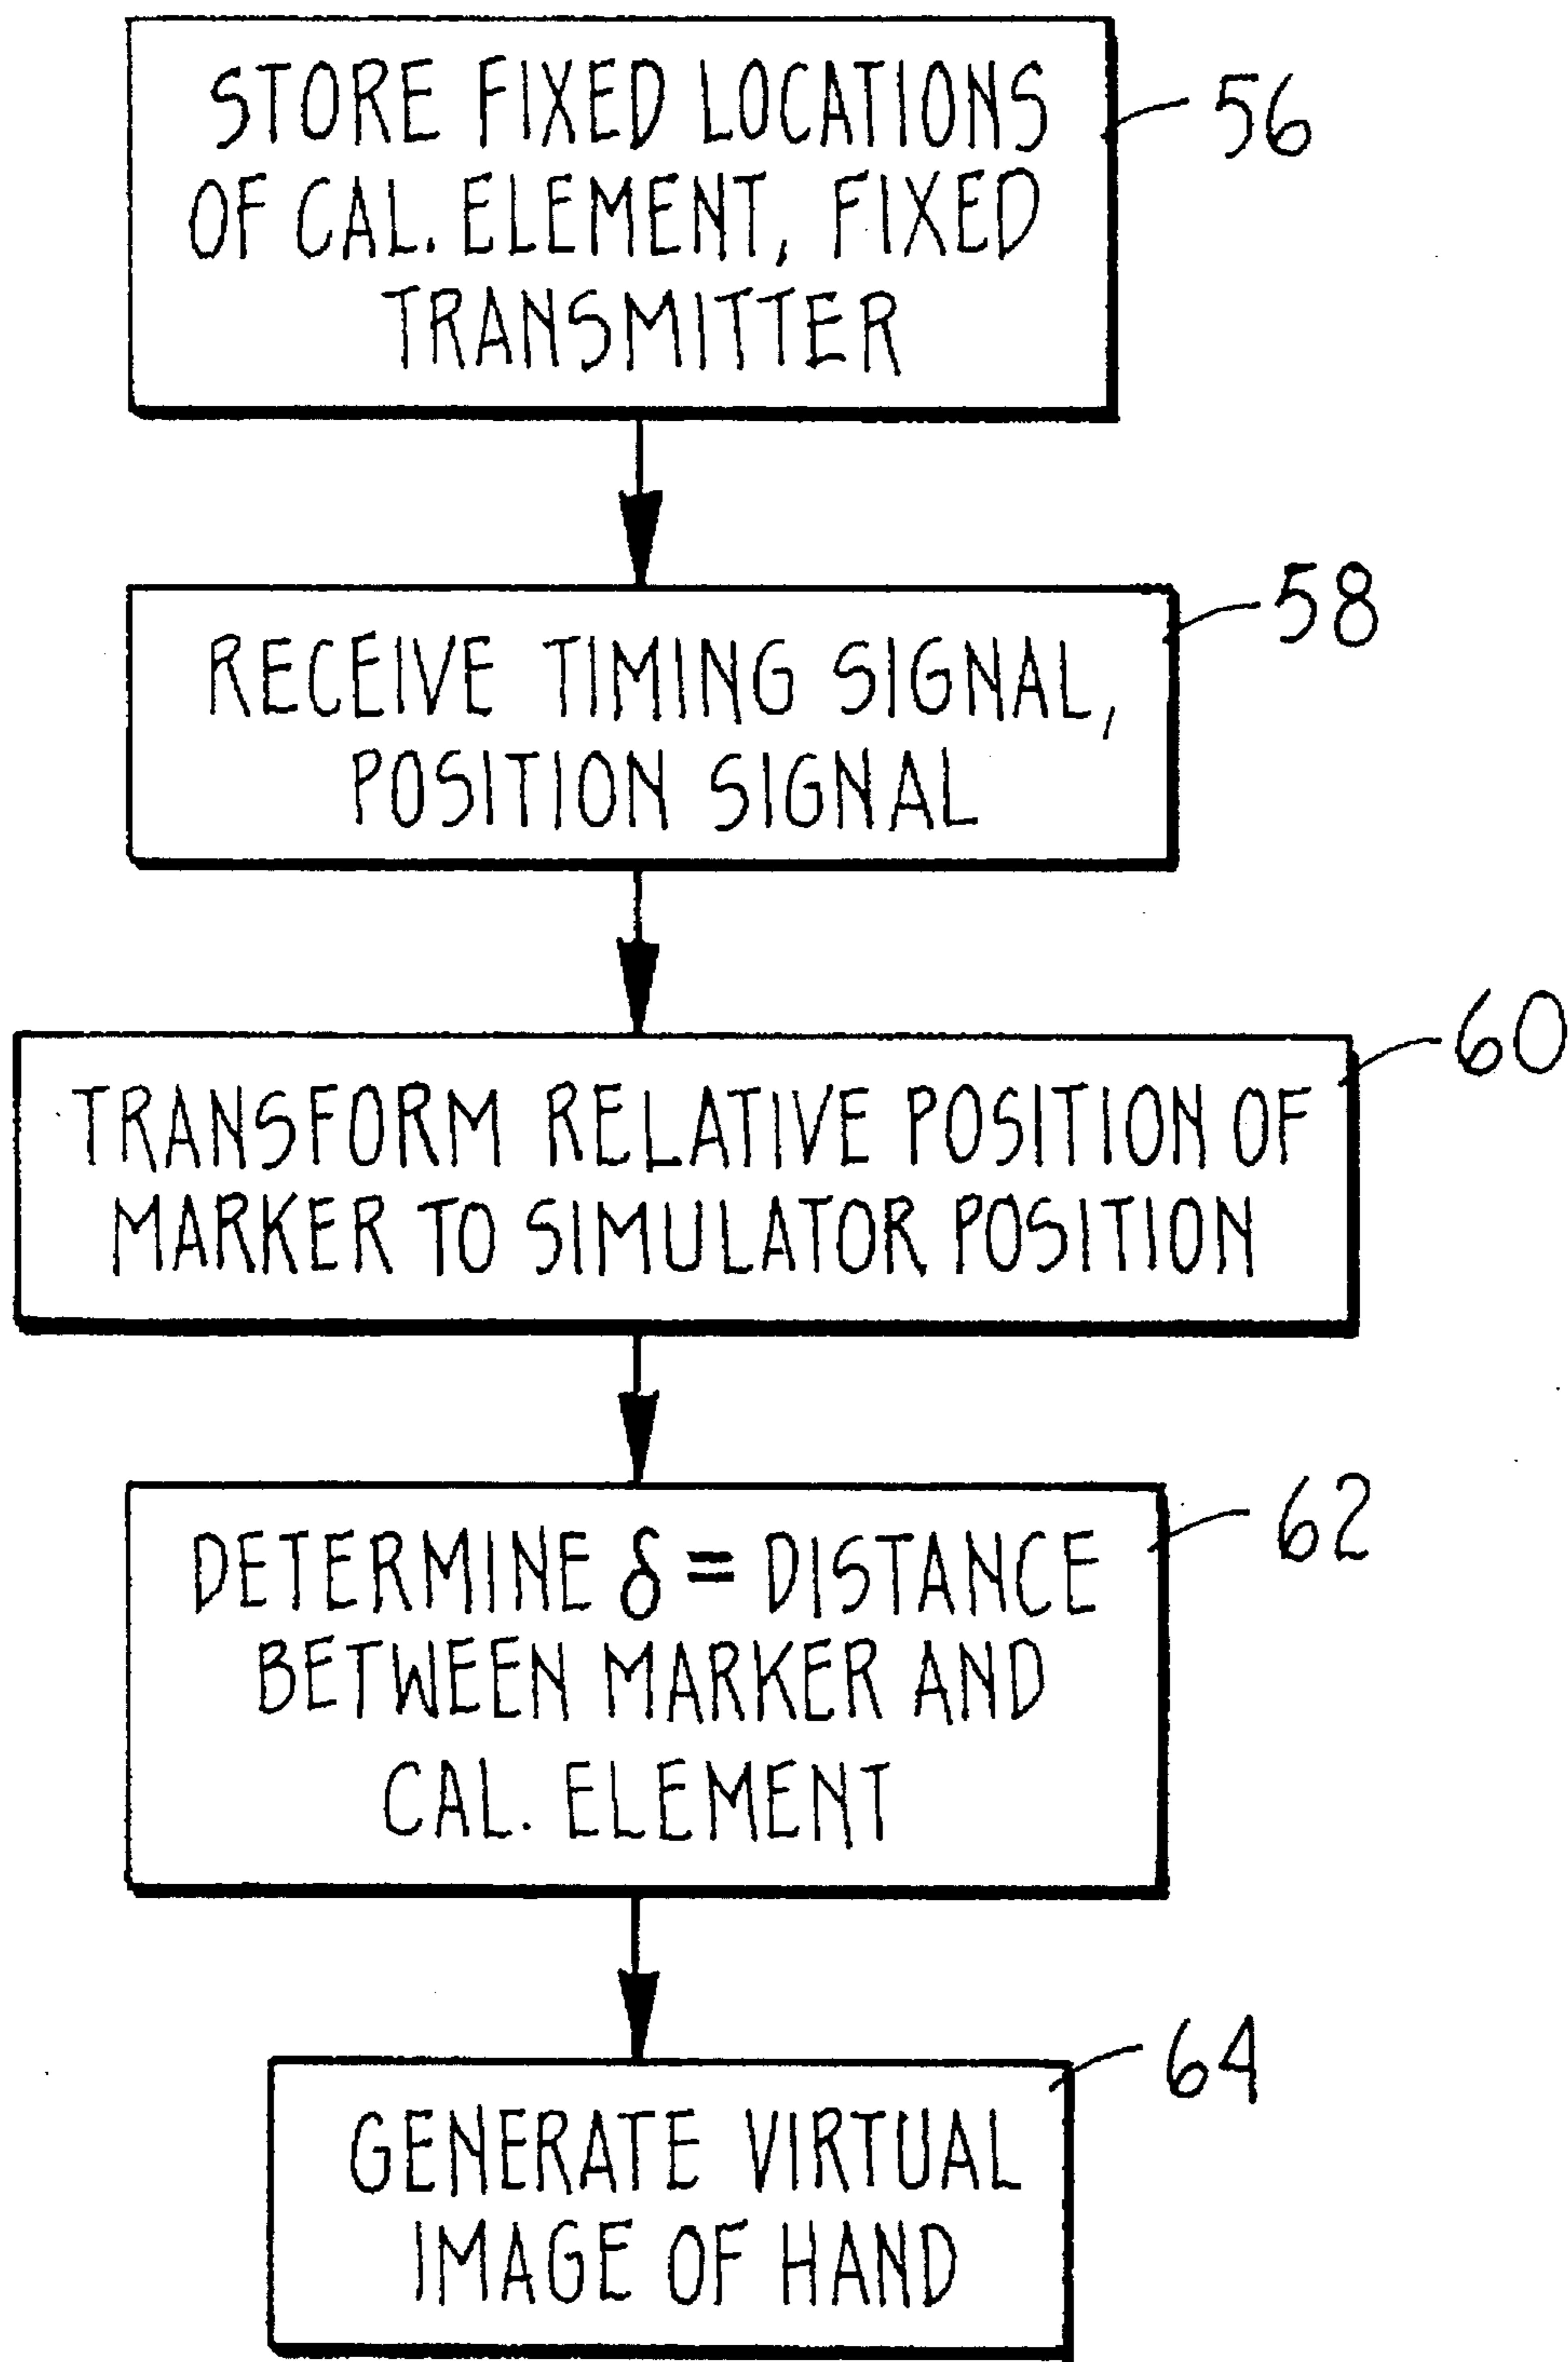 STORE FIXED LOCATIONS
OF CAL. ELEMENT, FIXED
TRANSMITTER
56
RECEIVE TIMING SIGNAL,
POSITION SIGNAL
58
TRANSFORM RELATIVE POSITION OF
MARKER TO SIMULATOR POSITION
60
DETERMINE δ = DISTANCE
BETWEEN MARKER AND
CAL. ELEMENT
62
GENERATE VIRTUAL
IMAGE OF HAND
64